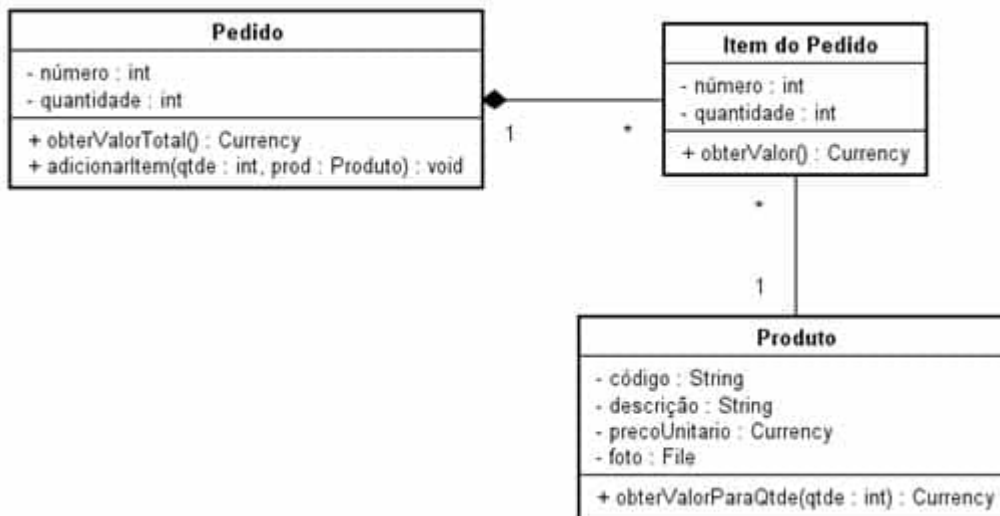 Pedido
- número : int
- quantidade : int
+ obterValorTotal() : Currency
+ adicionarItem(qtde : int, prod : Produto) : void
1
*
Item do Pedido
- número : int
- quantidade : int
+ obterValor() : Currency
*
1
Produto
- código : String
- descrição : String
- precoUnitario : Currency
- foto : File
+ obterValorParaQtde(qtde : int) : Currency